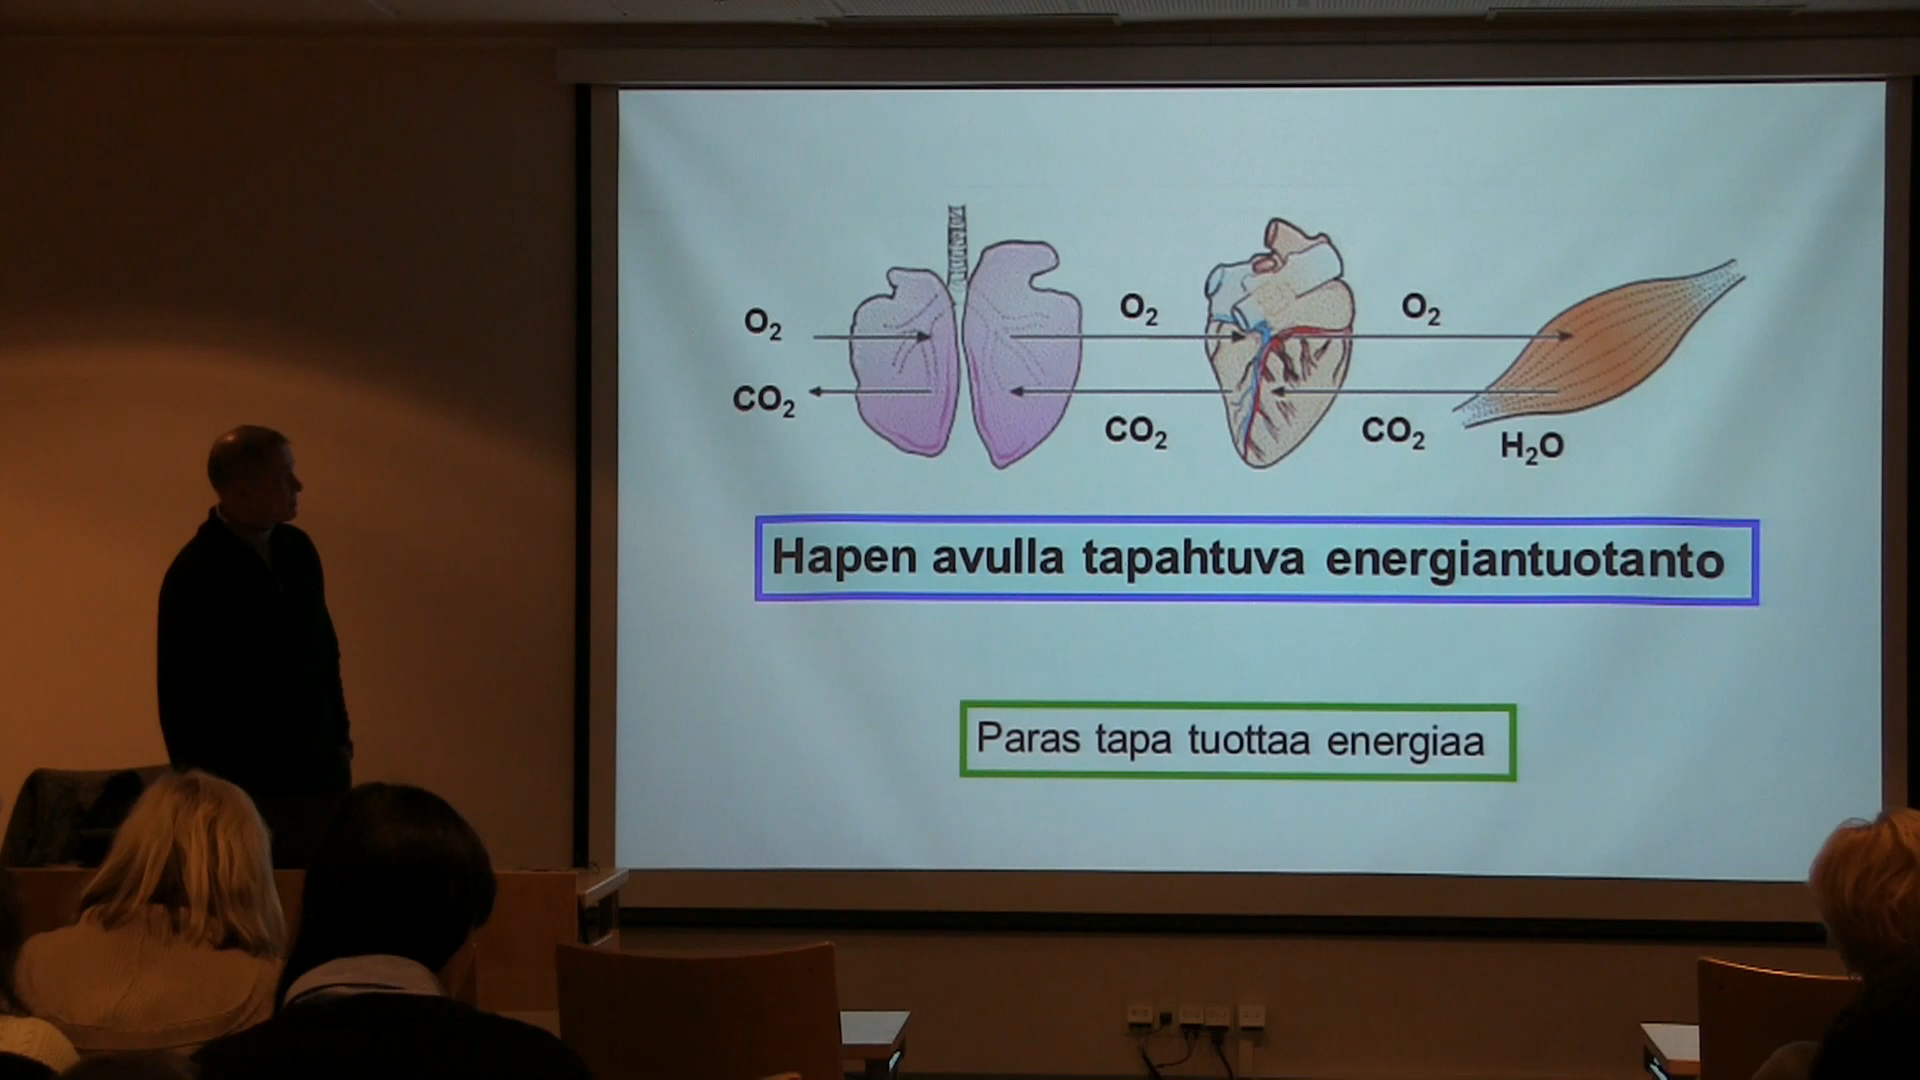 O₂ O₂ O₂
CO₂ CO₂ CO₂ H₂O
Hapen avulla tapahtuva energiantuotanto
Paras tapa tuottaa energiaa